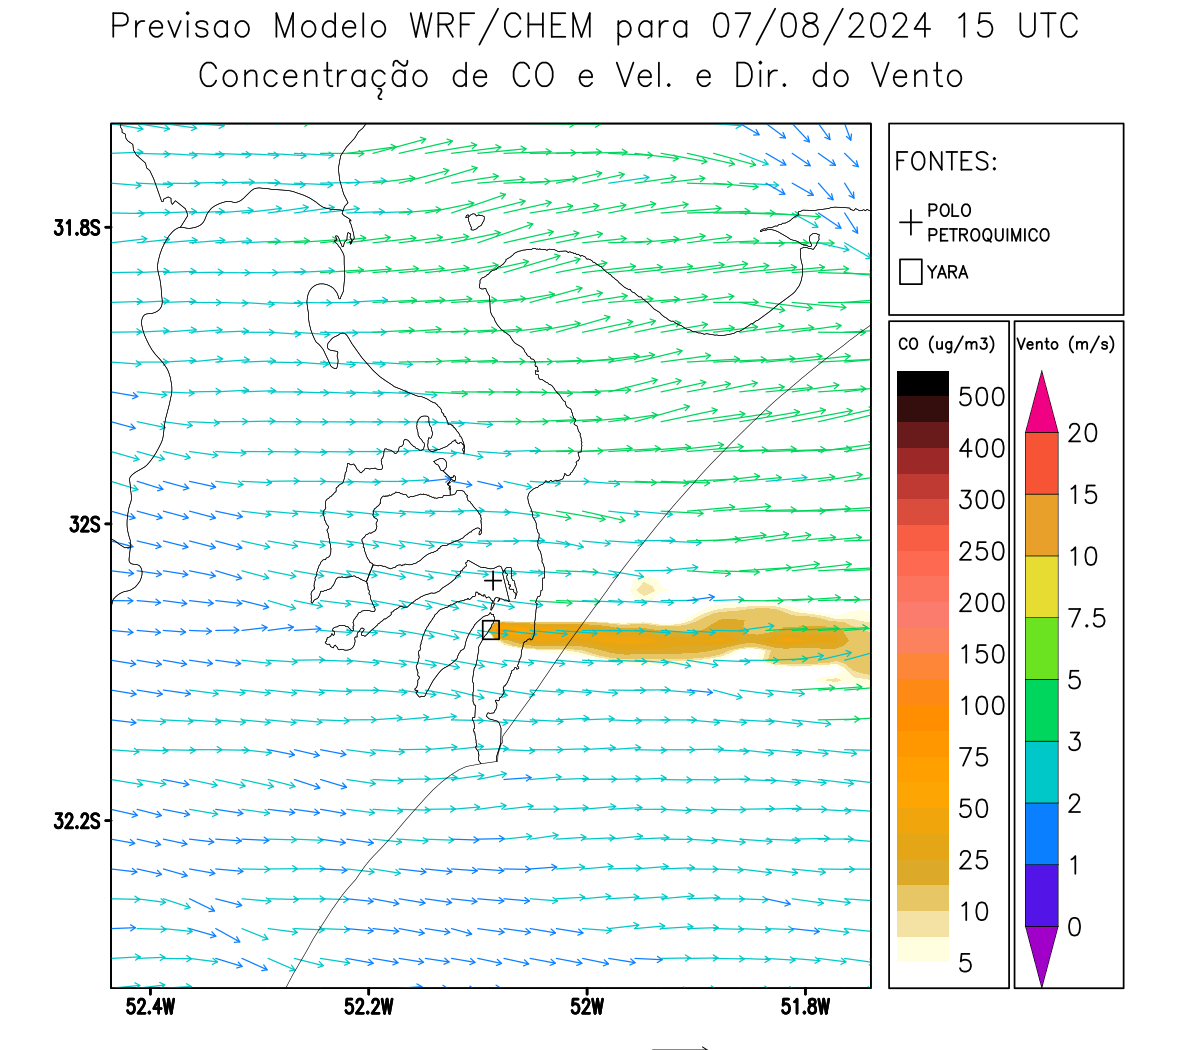 Previsao Modelo WRF/CHEM para 07/08/2024 15 UTC
Concentração de CO e Vel. e Dir. do Vento
FONTES:
POLO
PETROQUIMICO
YARA
31.8S
32S
32.2S
52.4W
52.2W
52W
51.8W
CO (ug/m3)
500
400
300
250
200
150
100
75
50
25
10
5
Vento (m/s)
20
15
10
7.5
5
3
2
1
0